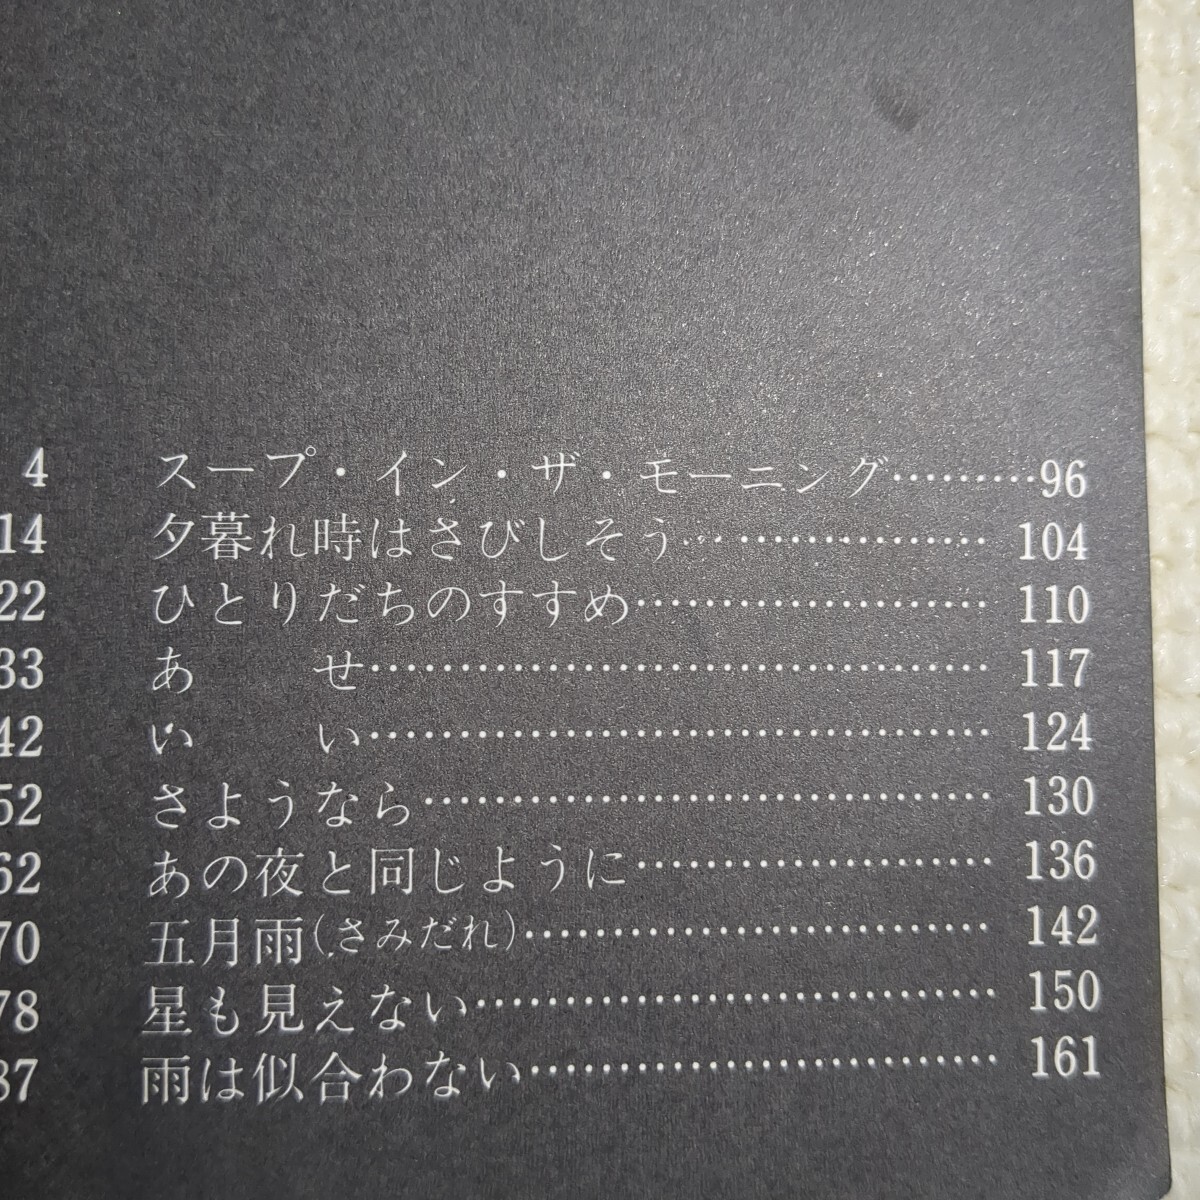 4 スープ・イン・ザ・モーニング………96
14 夕暮れ時はさびしそう……………104
22 ひとりだちのすすめ…………………110
33 あ　　せ………………………………117
42 い　　い………………………………124
52 さようなら……………………………130
62 あの夜と同じように…………………136
70 五月雨(さみだれ)………………………142
78 星も見えない…………………………150
87 雨は似合わない………………………161